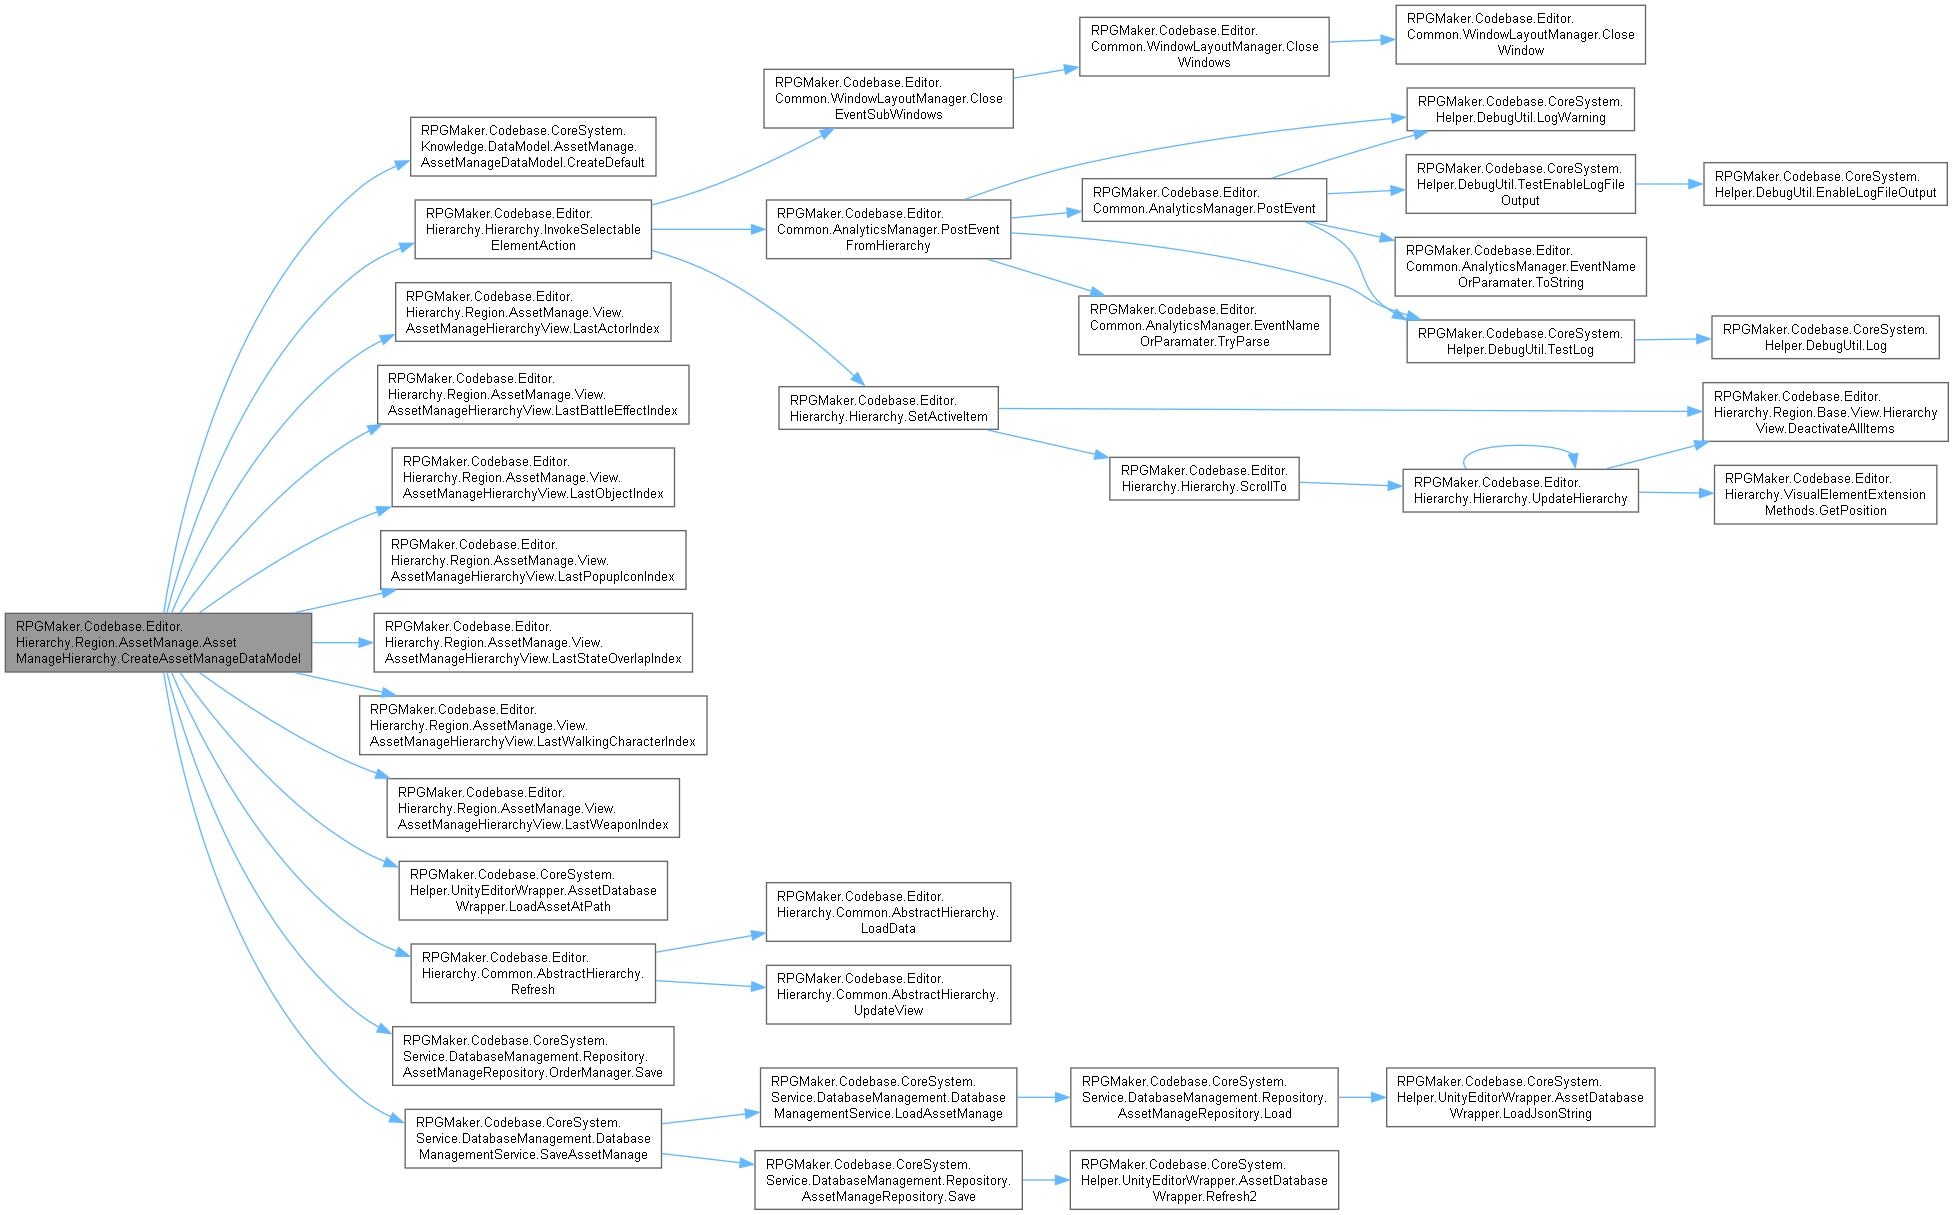 RPGMaker.Codebase.Editor.
Hierarchy.Region.AssetManage.Asset
ManageHierarchy.CreateAssetManageDataModel
RPGMaker.Codebase.CoreSystem.
Knowledge.DataModel.AssetManage.
AssetManageDataModel.CreateDefault
RPGMaker.Codebase.Editor.
Hierarchy.Hierarchy.InvokeSelectable
ElementAction
RPGMaker.Codebase.Editor.
Common.WindowLayoutManager.Close
EventSubWindows
RPGMaker.Codebase.Editor.
Common.WindowLayoutManager.Close
Windows
RPGMaker.Codebase.Editor.
Common.WindowLayoutManager.Close
Window
RPGMaker.Codebase.Editor.
Common.AnalyticsManager.PostEvent
FromHierarchy
RPGMaker.Codebase.CoreSystem.
Helper.DebugUtil.LogWarning
RPGMaker.Codebase.Editor.
Common.AnalyticsManager.PostEvent
RPGMaker.Codebase.CoreSystem.
Helper.DebugUtil.TestEnableLogFile
Output
RPGMaker.Codebase.CoreSystem.
Helper.DebugUtil.EnableLogFileOutput
RPGMaker.Codebase.Editor.
Common.AnalyticsManager.EventName
OrParamater.ToString
RPGMaker.Codebase.CoreSystem.
Helper.DebugUtil.TestLog
RPGMaker.Codebase.CoreSystem.
Helper.DebugUtil.Log
RPGMaker.Codebase.Editor.
Common.AnalyticsManager.EventName
OrParamater.TryParse
RPGMaker.Codebase.Editor.
Hierarchy.Hierarchy.SetActiveItem
RPGMaker.Codebase.Editor.
Hierarchy.Region.Base.View.Hierarchy
View.DeactivateAllItems
RPGMaker.Codebase.Editor.
Hierarchy.Hierarchy.ScrollTo
RPGMaker.Codebase.Editor.
Hierarchy.Hierarchy.UpdateHierarchy
RPGMaker.Codebase.Editor.
Hierarchy.VisualElementExtension
Methods.GetPosition
RPGMaker.Codebase.Editor.
Hierarchy.Region.AssetManage.View.
AssetManageHierarchyView.LastActorIndex
RPGMaker.Codebase.Editor.
Hierarchy.Region.AssetManage.View.
AssetManageHierarchyView.LastBattleEffectIndex
RPGMaker.Codebase.Editor.
Hierarchy.Region.AssetManage.View.
AssetManageHierarchyView.LastObjectIndex
RPGMaker.Codebase.Editor.
Hierarchy.Region.AssetManage.View.
AssetManageHierarchyView.LastPopupIconIndex
RPGMaker.Codebase.Editor.
Hierarchy.Region.AssetManage.View.
AssetManageHierarchyView.LastStateOverlapIndex
RPGMaker.Codebase.Editor.
Hierarchy.Region.AssetManage.View.
AssetManageHierarchyView.LastWalkingCharacterIndex
RPGMaker.Codebase.Editor.
Hierarchy.Region.AssetManage.View.
AssetManageHierarchyView.LastWeaponIndex
RPGMaker.Codebase.CoreSystem.
Helper.UnityEditorWrapper.AssetDatabase
Wrapper.LoadAssetAtPath
RPGMaker.Codebase.Editor.
Hierarchy.Common.AbstractHierarchy.
Refresh
RPGMaker.Codebase.Editor.
Hierarchy.Common.AbstractHierarchy.
LoadData
RPGMaker.Codebase.Editor.
Hierarchy.Common.AbstractHierarchy.
UpdateView
RPGMaker.Codebase.CoreSystem.
Service.DatabaseManagement.Repository.
AssetManageRepository.OrderManager.Save
RPGMaker.Codebase.CoreSystem.
Service.DatabaseManagement.Database
ManagementService.SaveAssetManage
RPGMaker.Codebase.CoreSystem.
Service.DatabaseManagement.Database
ManagementService.LoadAssetManage
RPGMaker.Codebase.CoreSystem.
Service.DatabaseManagement.Repository.
AssetManageRepository.Load
RPGMaker.Codebase.CoreSystem.
Helper.UnityEditorWrapper.AssetDatabase
Wrapper.LoadJsonString
RPGMaker.Codebase.CoreSystem.
Service.DatabaseManagement.Repository.
AssetManageRepository.Save
RPGMaker.Codebase.CoreSystem.
Helper.UnityEditorWrapper.AssetDatabase
Wrapper.Refresh2